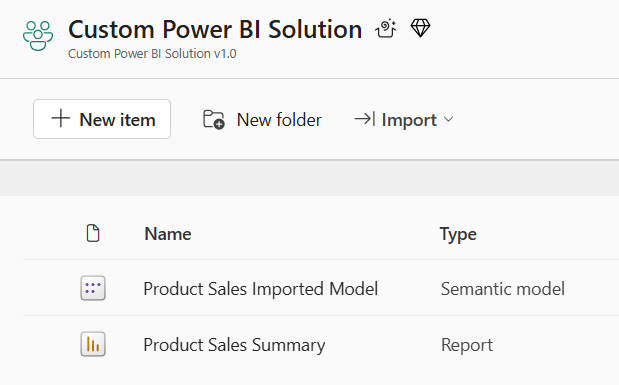 Custom Power BI Solution
Custom Power BI Solution v1.0
New item New folder Import
Name Type
Product Sales Imported Model Semantic model
Product Sales Summary Report